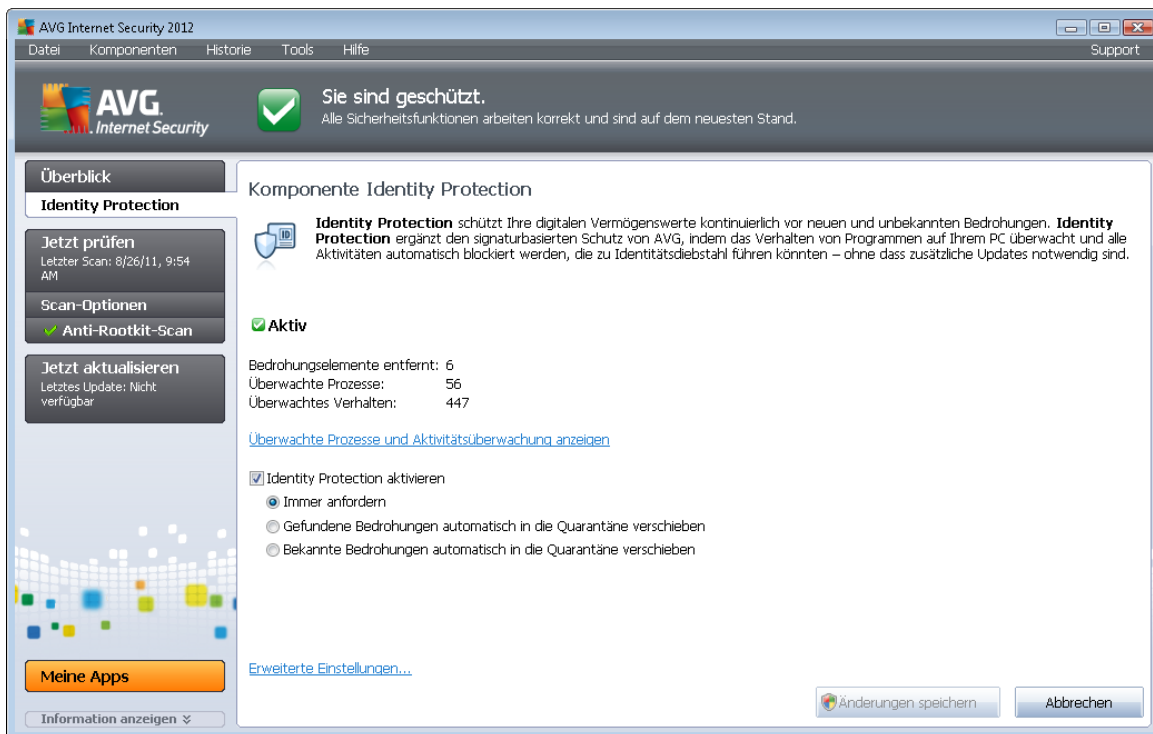 AVG Internet Security 2012
Datei Komponenten Historie Tools Hilfe Support
AVG.
Internet Security
Sie sind geschützt.
Alle Sicherheitsfunktionen arbeiten korrekt und sind auf dem neuesten Stand.
Überblick
Identity Protection
Jetzt prüfen
Letzter Scan: 8/26/11, 9:54
AM
Scan-Optionen
Anti-Rootkit-Scan
Jetzt aktualisieren
Letztes Update: Nicht
verfügbar
Meine Apps
Information anzeigen
Komponente Identity Protection
ID
Identity Protection schützt Ihre digitalen Vermögenswerte kontinuierlich vor neuen und unbekannten Bedrohungen. Identity
Protection ergänzt den signaturbasierten Schutz von AVG, indem das Verhalten von Programmen auf Ihrem PC überwacht und alle
Aktivitäten automatisch blockiert werden, die zu Identitätsdiebstahl führen könnten – ohne dass zusätzliche Updates notwendig sind.
Aktiv
Bedrohungselemente entfernt: 6
Überwachte Prozesse: 56
Überwachtes Verhalten: 447
Überwachte Prozesse und Aktivitätsüberwachung anzeigen
Identity Protection aktivieren
Immer anfordern
Gefundene Bedrohungen automatisch in die Quarantäne verschieben
Bekannte Bedrohungen automatisch in die Quarantäne verschieben
Erweiterte Einstellungen...
Änderungen speichern
Abbrechen